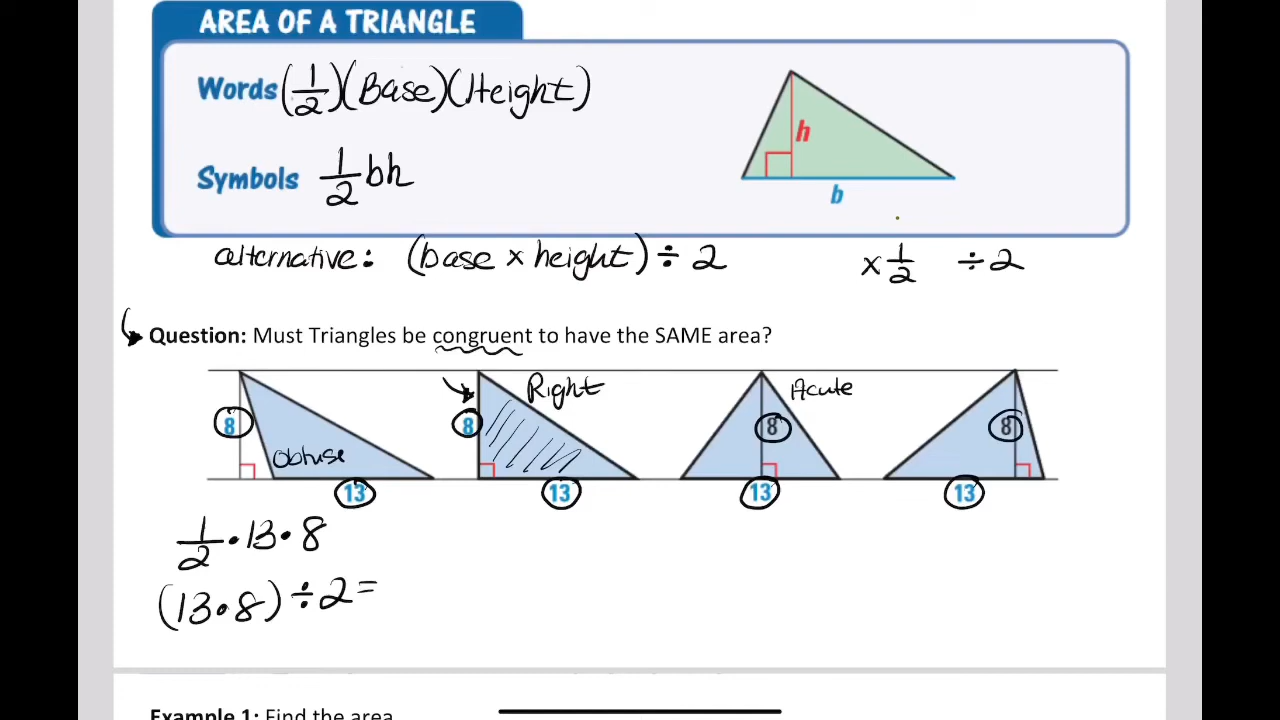 AREA OF A TRIANGLE
Words (1/2)(Base)(Height)
h
Symbols 1/2 bh
b
alternative: (base × height) ÷ 2 × 1/2 ÷ 2
Question: Must Triangles be congruent to have the SAME area?
Right Acute
8 8 8 8
Obtuse
13 13 13 13
1/2 · 13 · 8
(13 · 8) ÷ 2 =
Example 1: Find the area